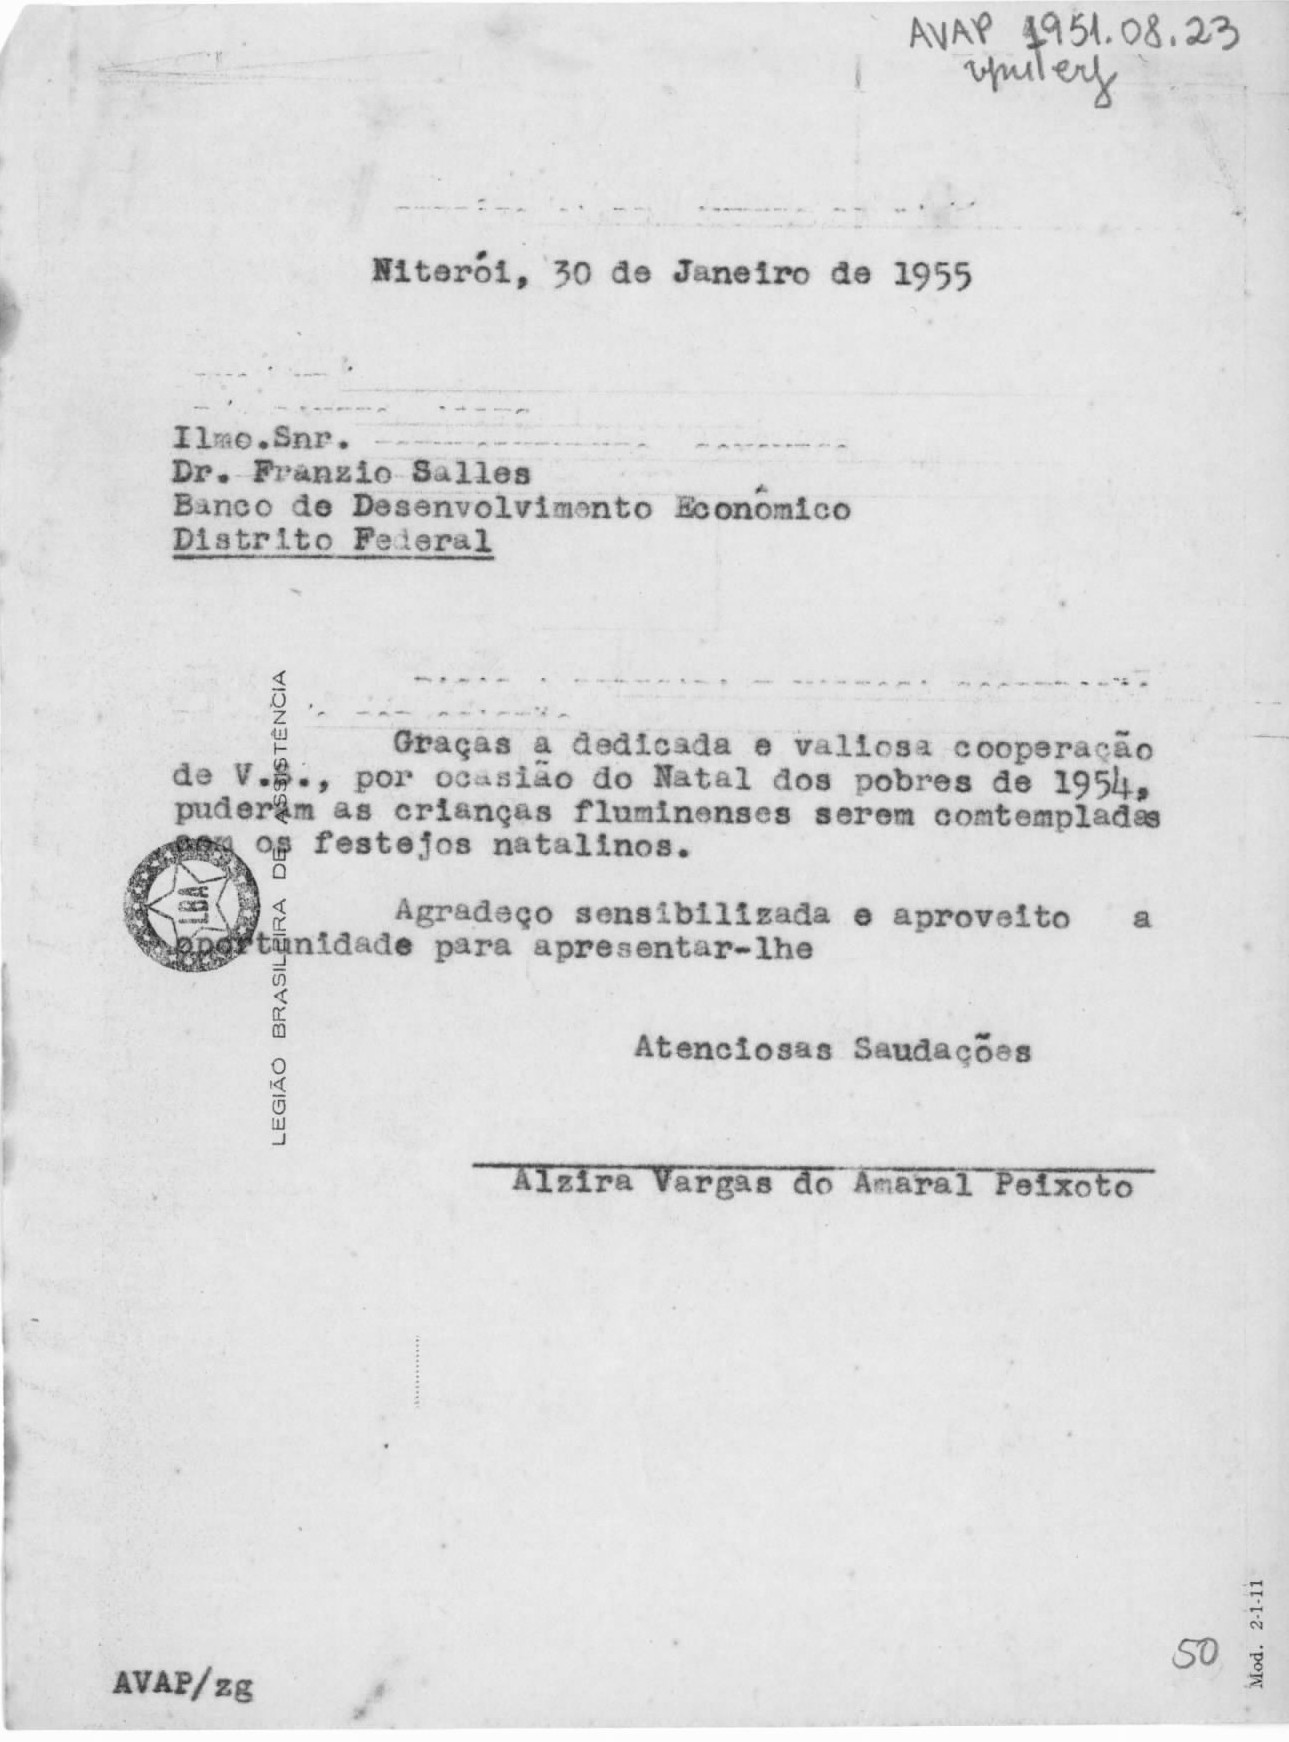 AVAP 1951.08.23
Niterói, 30 de Janeiro de 1955
Ilmo.Snr.
Dr. Franzio Salles
Banco de Desenvolvimento Econômico
Distrito Federal
Graças a dedicada e valiosa cooperação
de V.S., por ocasião do Natal dos pobres de 1954,
puderam as crianças fluminenses serem comtempladas
com os festejos natalinos.
Agradeço sensibilizada e aproveito a
oportunidade para apresentar-lhe
Atenciosas Saudações
Alzira Vargas do Amaral Peixoto
LBA
LEGIÃO BRASILEIRA DE ASSISTÊNCIA
50
Mod. 2-1-11
AVAP/zg